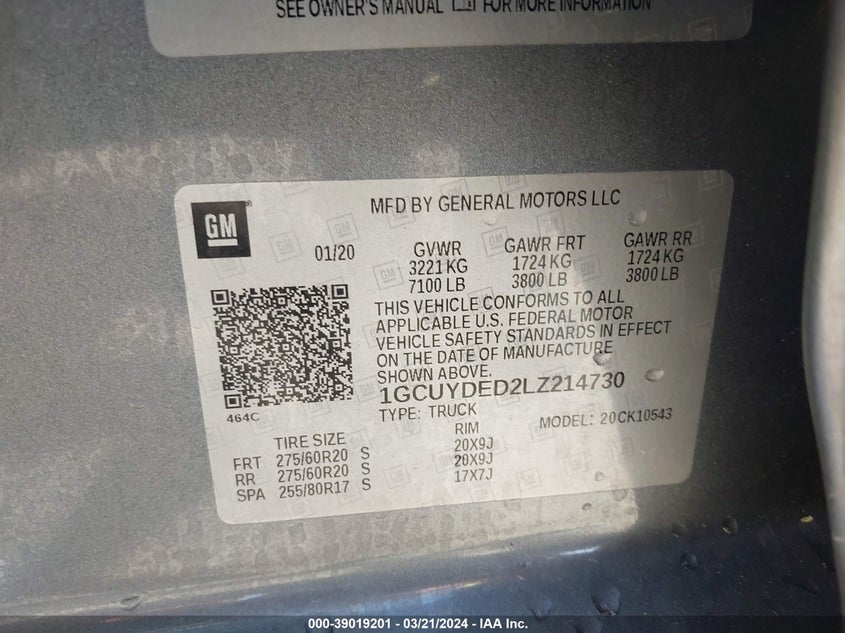 SEE OWNER'S MANUAL FOR MORE INFORMATION
GM
MFD BY GENERAL MOTORS LLC
01/20
GVWR GAWR FRT GAWR RR
3221 KG 1724 KG 1724 KG
7100 LB 3800 LB 3800 LB
THIS VEHICLE CONFORMS TO ALL
APPLICABLE U.S. FEDERAL MOTOR
VEHICLE SAFETY STANDARDS IN EFFECT
ON THE DATE OF MANUFACTURE
SHOWN ABOVE.
1GCUYDED2LZ214730
464C
TYPE: TRUCK MODEL: 20CK10543
TIRE SIZE RIM
FRT 275/60R20 S 20X9J
RR 275/60R20 S 20X9J
SPA 255/80R17 S 17X7J
000-39019201 - 03/21/2024 - IAA Inc.